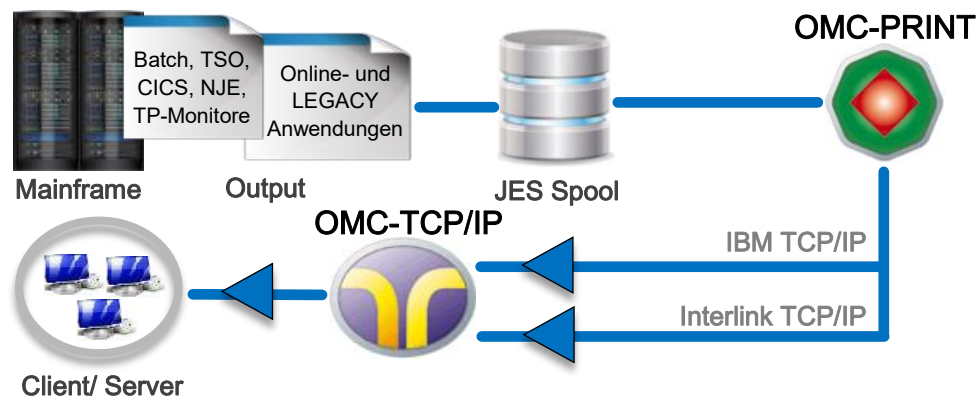 OMC-PRINT
Batch, TSO,
CICS, NJE,
TP-Monitore
Online- und
LEGACY
Anwendungen
Mainframe
Output
JES Spool
OMC-TCP/IP
IBM TCP/IP
Interlink TCP/IP
Client/ Server